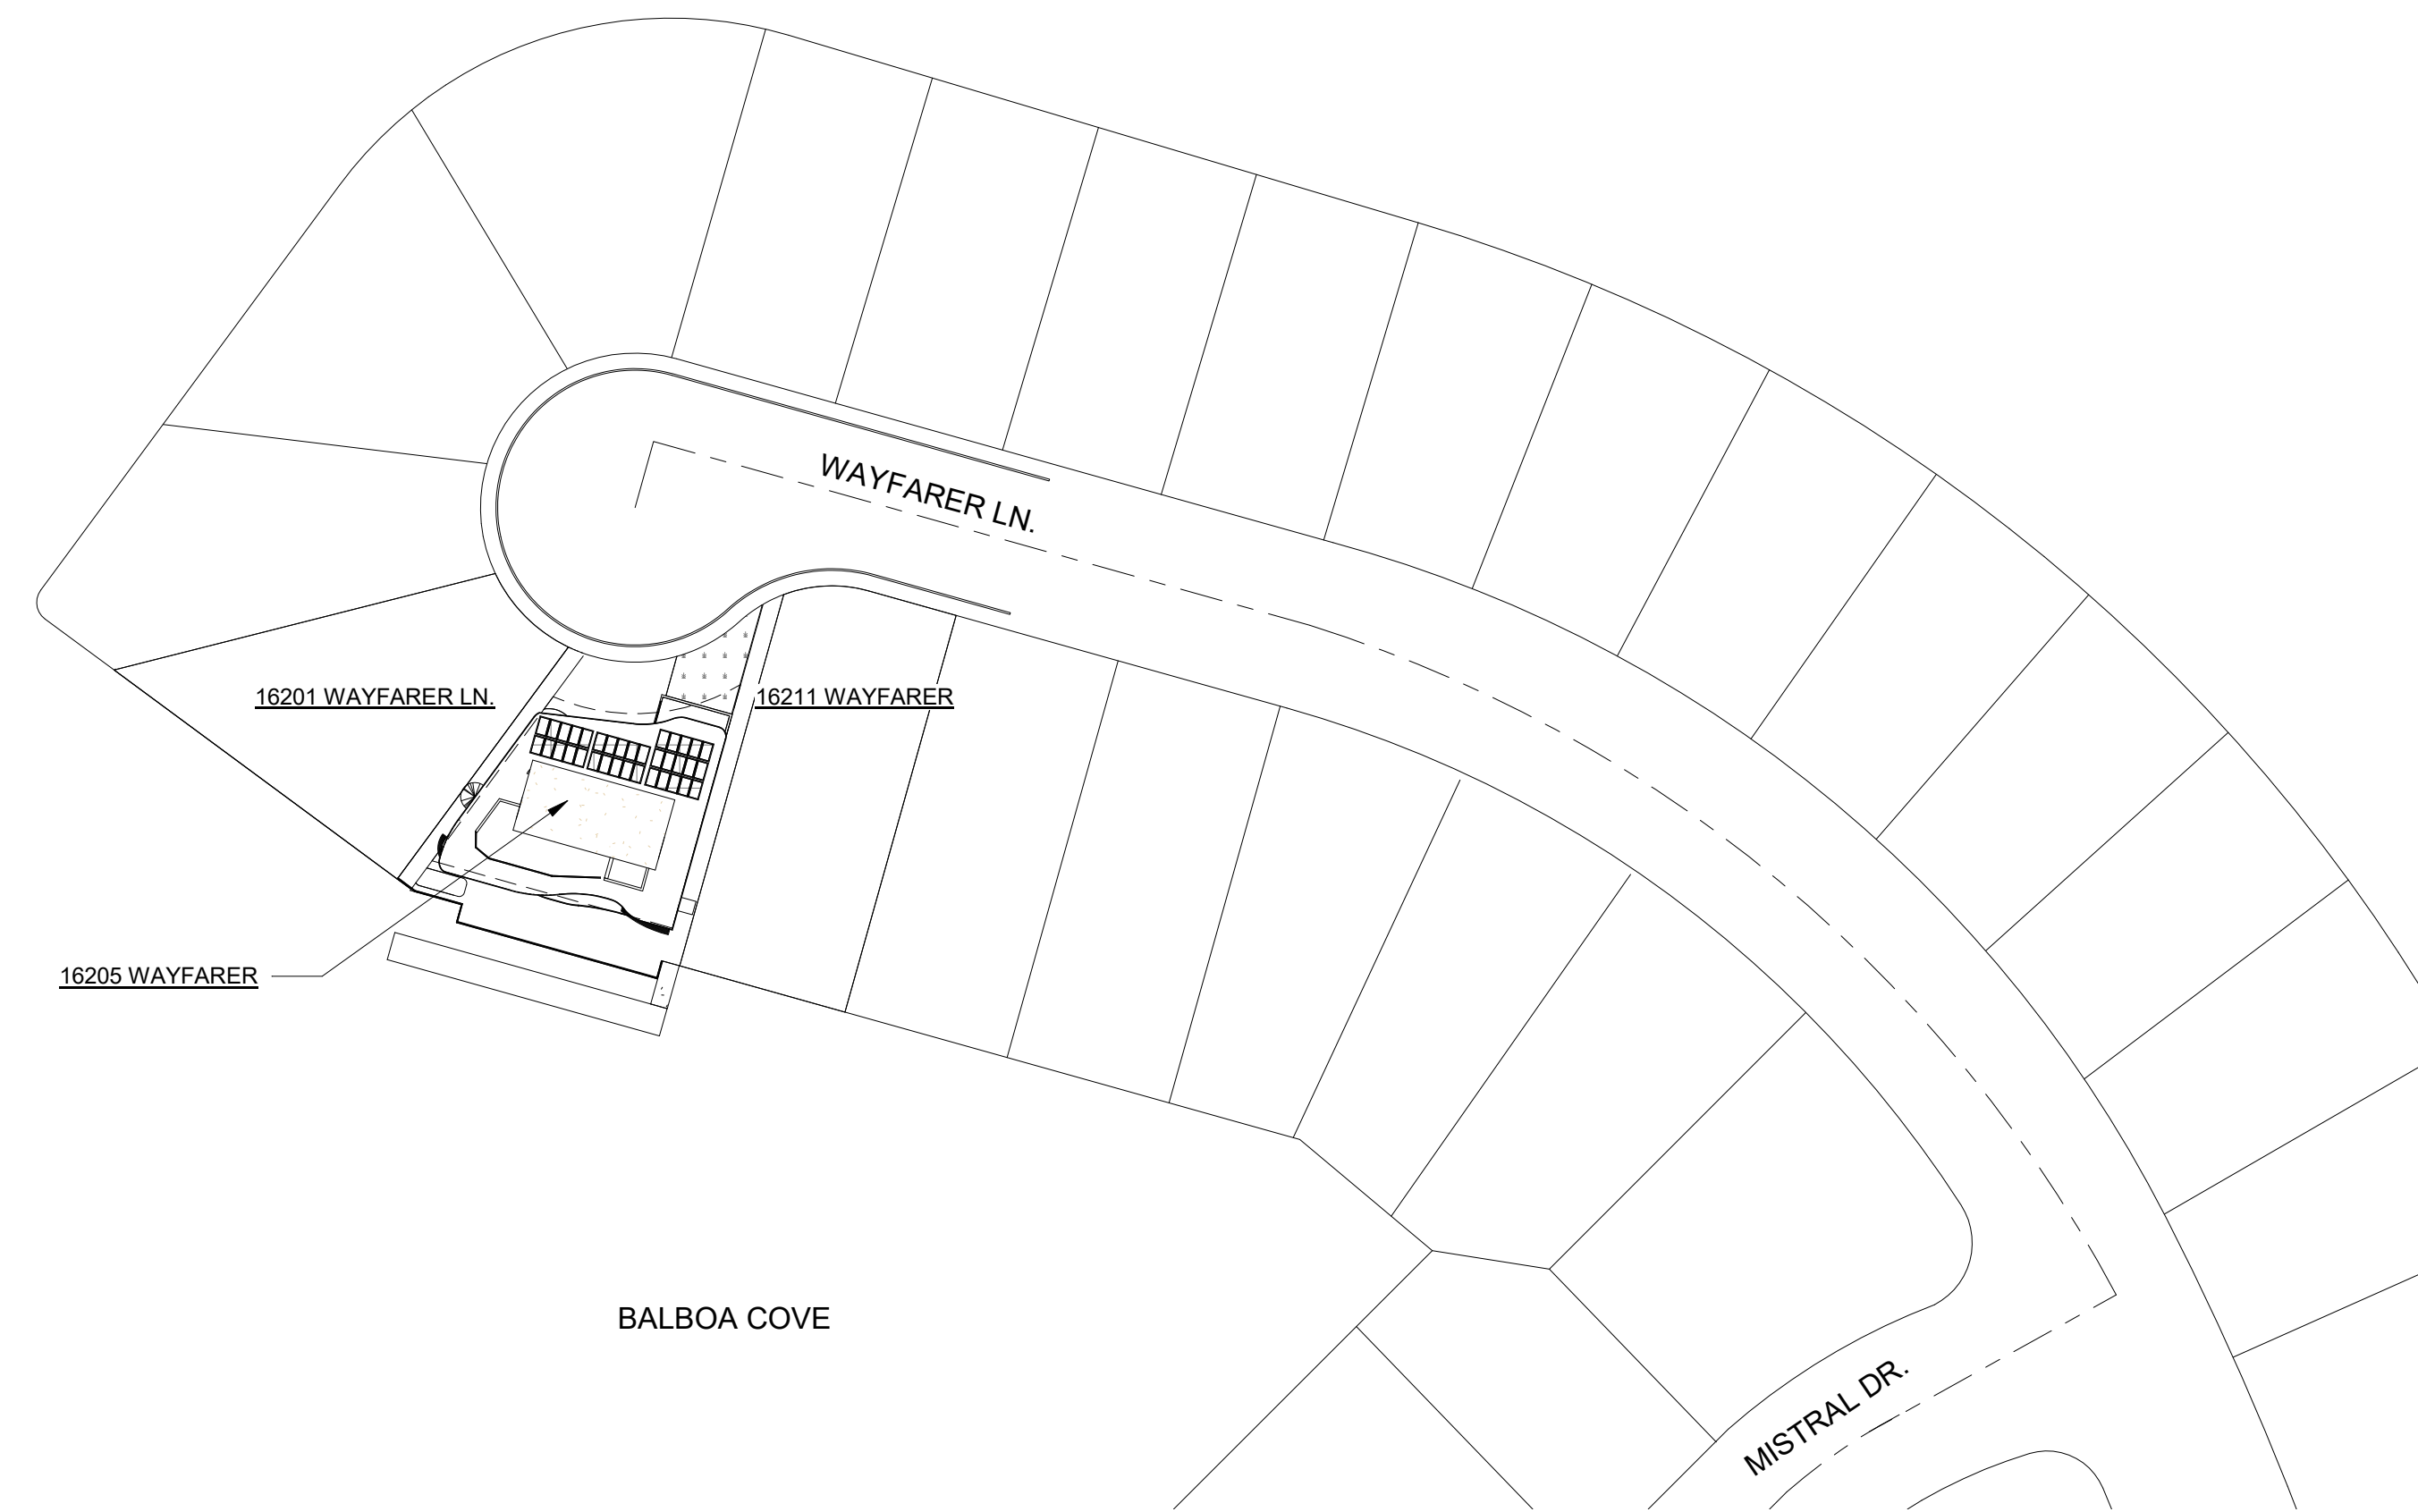 WAYFARER LN.
16201 WAYFARER LN.
16211 WAYFARER
16205 WAYFARER
BALBOA COVE
MISTRAL DR.